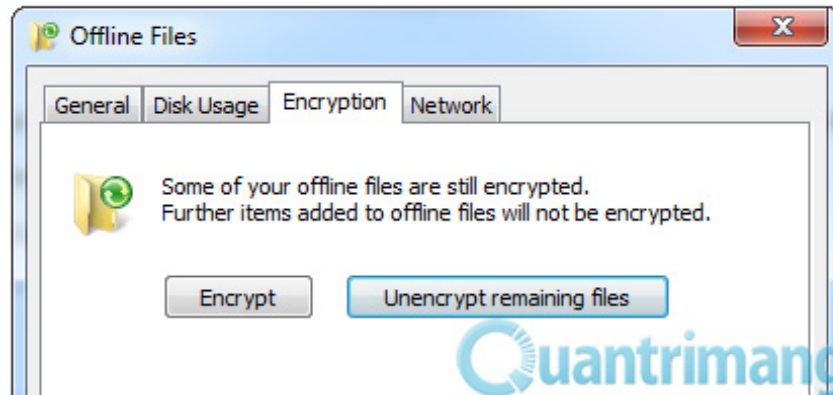 Offline Files
General Disk Usage Encryption Network
Some of your offline files are still encrypted.
Further items added to offline files will not be encrypted.
Encrypt Unencrypt remaining files
Quantrimang